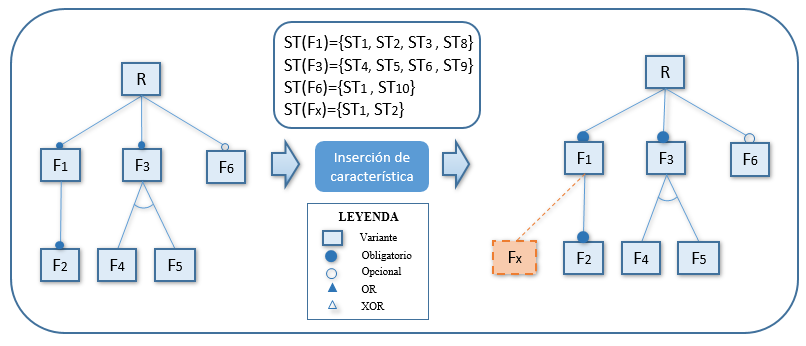 R
F1
F3
F6
F2
F4
F5
ST(F1)={ST1, ST2, ST3 , ST8}
ST(F3)={ST4, ST5, ST6 , ST9}
ST(F6)={ST1 , ST10}
ST(Fx)={ST1, ST2}
Inserción de
característica
LEYENDA
Variante
Obligatorio
Opcional
OR
XOR
R
F1
F3
F6
Fx
F2
F4
F5